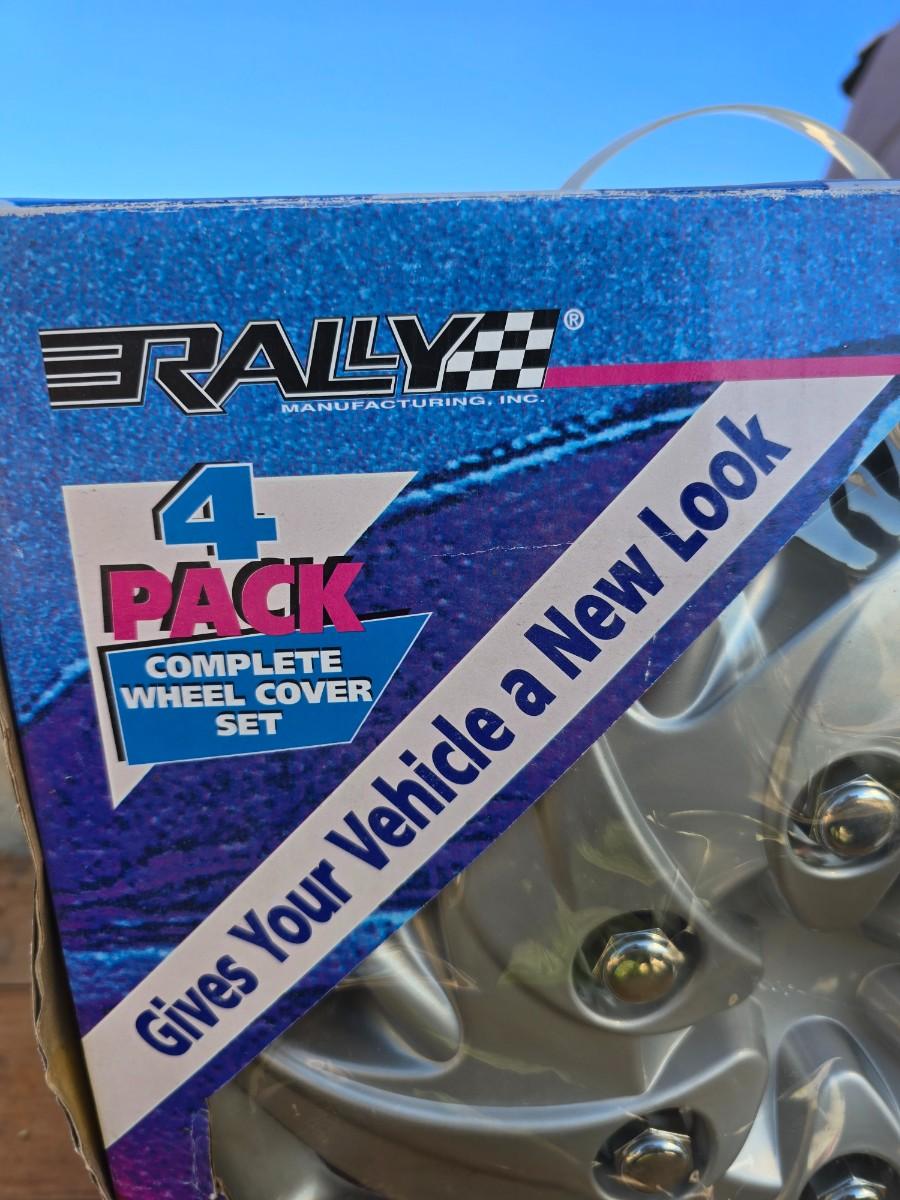 RALLY®
MANUFACTURING, INC.
4
PACK
COMPLETE
WHEEL COVER
SET
Gives Your Vehicle a New Look